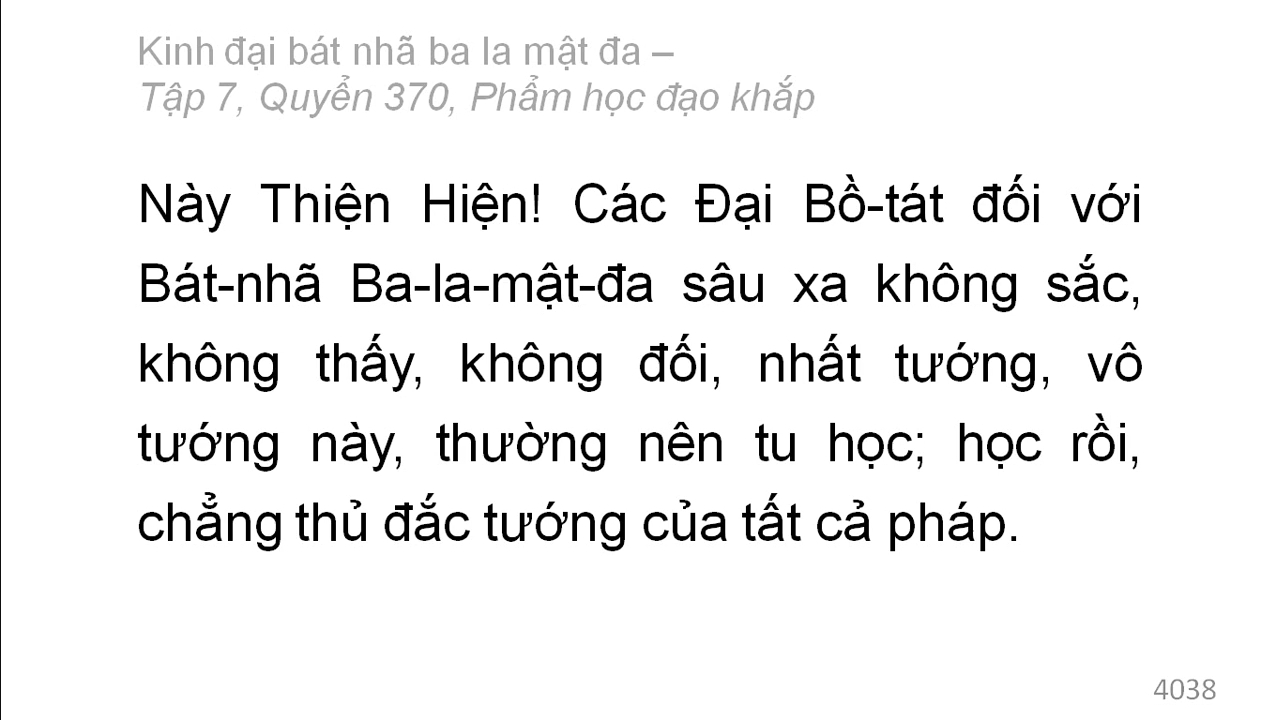 Kinh đại bát nhã ba la mật đa –
Tập 7, Quyển 370, Phẩm học đạo khắp
Này Thiện Hiện! Các Đại Bồ-tát đối với
Bát-nhã Ba-la-mật-đa sâu xa không sắc,
không thấy, không đối, nhất tướng, vô
tướng này, thường nên tu học; học rồi,
chẳng thủ đắc tướng của tất cả pháp.
4038